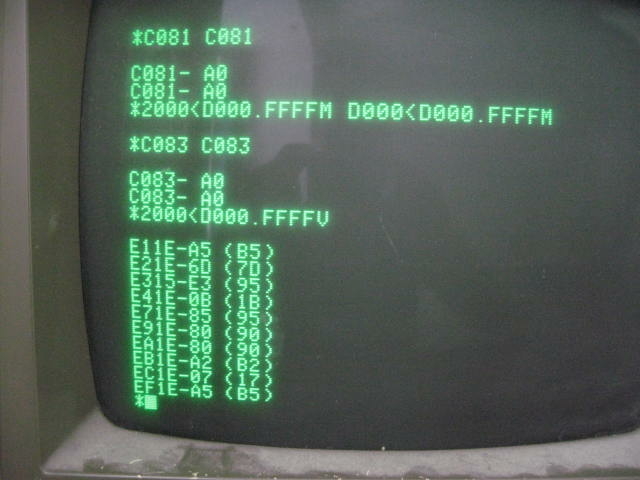 *C081 C081
C081- A0
C081- A0
*2000<D000.FFFFM D000<D000.FFFFM
*C083 C083
C083- A0
C083- A0
*2000<D000.FFFFV
E11E-A5 (B5)
E21E-6D (7D)
E315-E3 (95)
E41E-0B (1B)
E71E-85 (95)
E91E-80 (90)
EA1E-80 (90)
EB1E-A2 (B2)
EC1E-07 (17)
EF1E-A5 (B5)
*